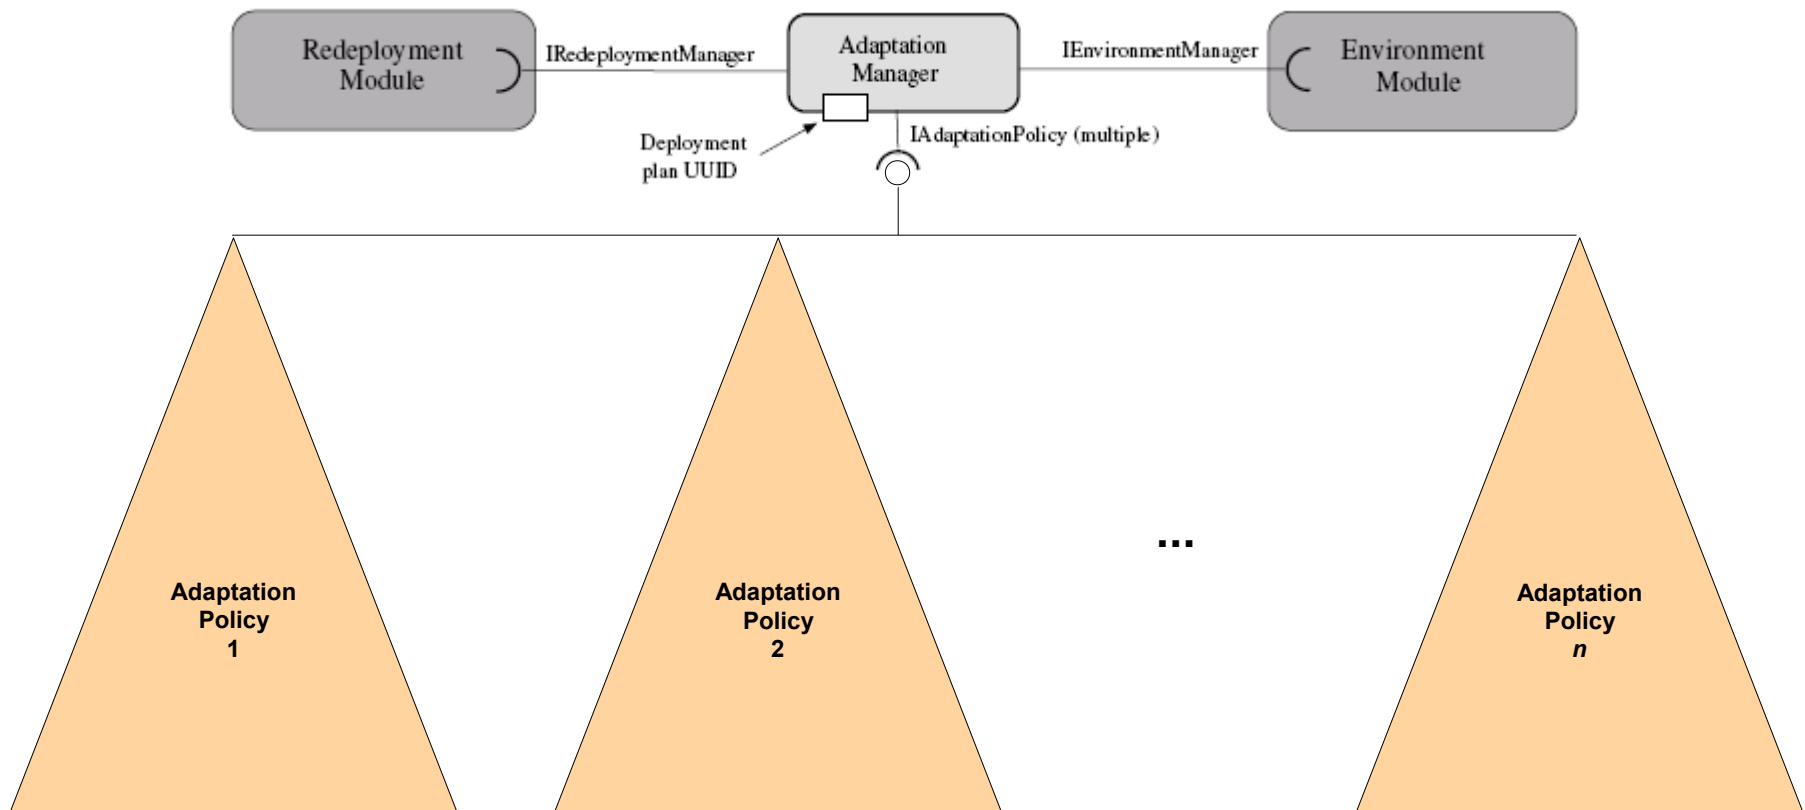 Redeployment
Module
IRedeploymentManager
Adaptation
Manager
IEnvironmentManager
Environment
Module
Deployment
plan UUID
IAdaptationPolicy (multiple)
...
Adaptation
Policy
1
Adaptation
Policy
2
Adaptation
Policy
n